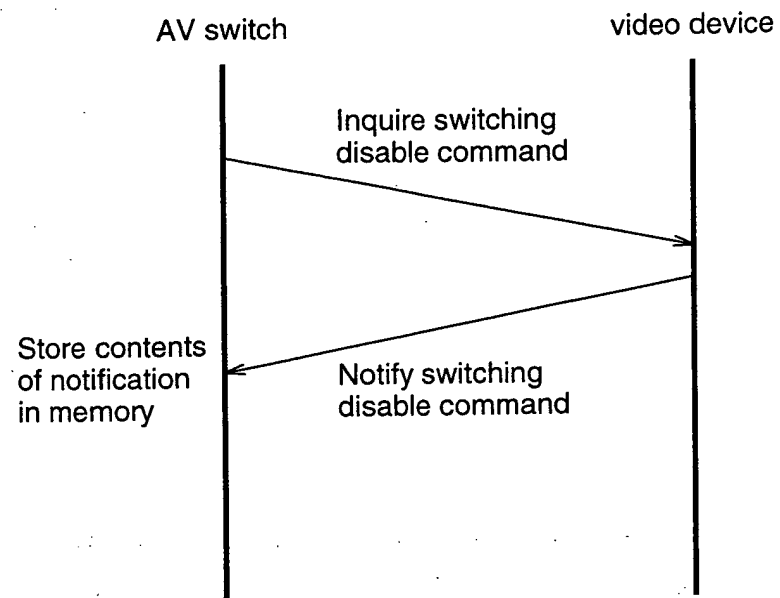 AV switch
video device
Inquire switching
disable command
Store contents
of notification
in memory
Notify switching
disable command